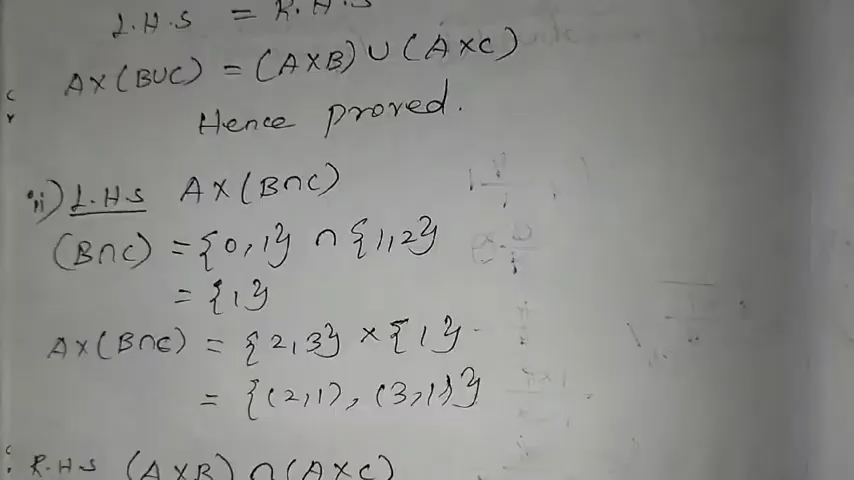 L.H.S = R.H.S
A×(B∪C) = (A×B) ∪ (A×C)
Hence proved.
ii) L.H.S A×(B∩C)
(B∩C) = {0,1} ∩ {1,2}
= {1}
A×(B∩C) = {2,3} × {1}
= {(2,1), (3,1)}
R.H.S (A×B) ∩ (A×C)